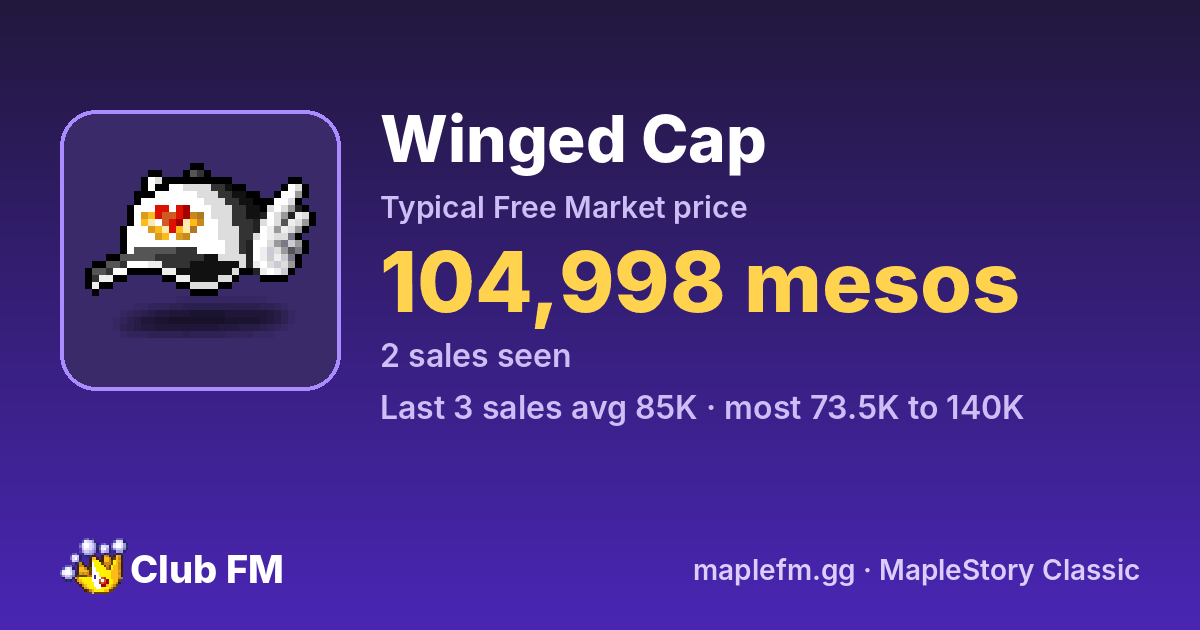 Winged Cap
Typical Free Market price
104,998 mesos
2 sales seen
Last 3 sales avg 85K · most 73.5K to 140K
Club FM
maplefm.gg · MapleStory Classic